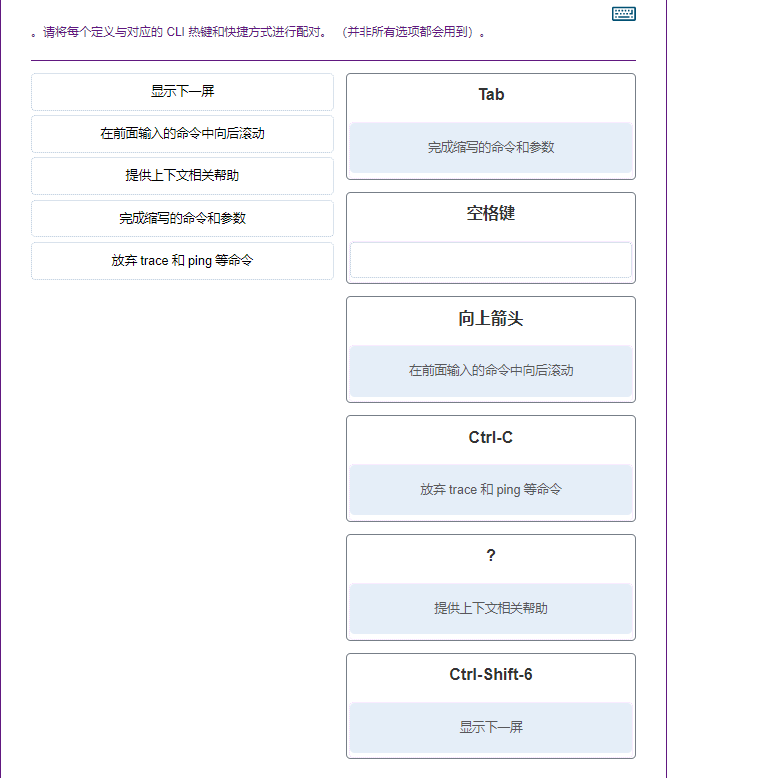 。请将每个定义与对应的 CLI 热键和快捷方式进行配对。 （并非所有选项都会用到）。
显示下一屏
在前面输入的命令中向后滚动
提供上下文相关帮助
完成缩写的命令和参数
放弃 trace 和 ping 等命令
Tab
完成缩写的命令和参数
空格键
向上箭头
在前面输入的命令中向后滚动
Ctrl-C
放弃 trace 和 ping 等命令
?
提供上下文相关帮助
Ctrl-Shift-6
显示下一屏